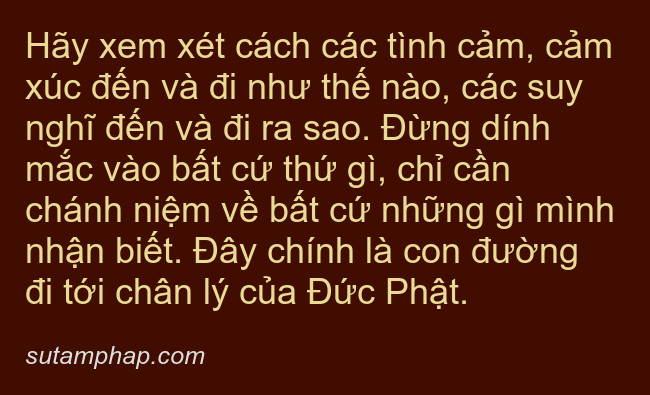 Hãy xem xét cách các tình cảm, cảm
xúc đến và đi như thế nào, các suy
nghĩ đến và đi ra sao. Đừng dính
mắc vào bất cứ thứ gì, chỉ cần
chánh niệm về bất cứ những gì mình
nhận biết. Đây chính là con đường
đi tới chân lý của Đức Phật.
sutamphap.com